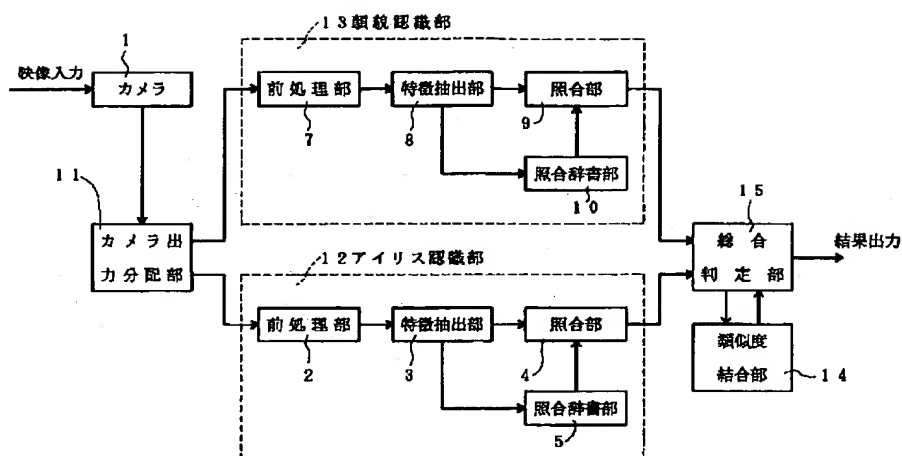 13顔貌認識部
1
映像入力
カメラ
前処理部
特徴抽出部
照合部
7
8
9
照合辞書部
10
11
カメラ出
力分配部
15
総合
判定部
結果出力
12アイリス認識部
前処理部
特徴抽出部
照合部
2
3
4
照合辞書部
5
類似度
結合部
14